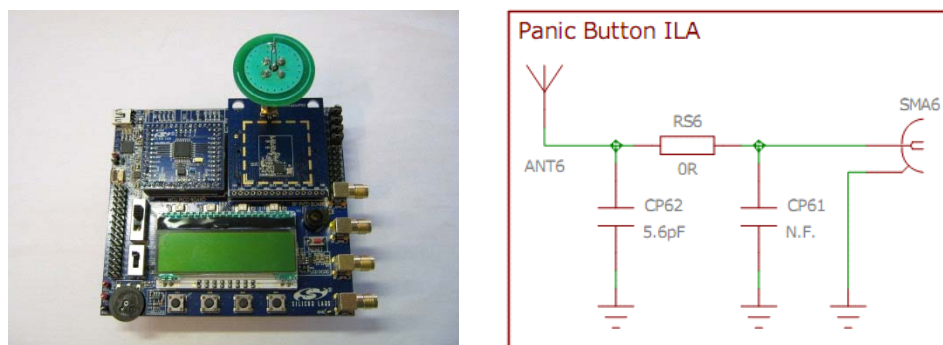 SILICON LABS
Panic Button ILA
SMA6
RS6
0R
ANT6
CP62
5.6pF
CP61
N.F.